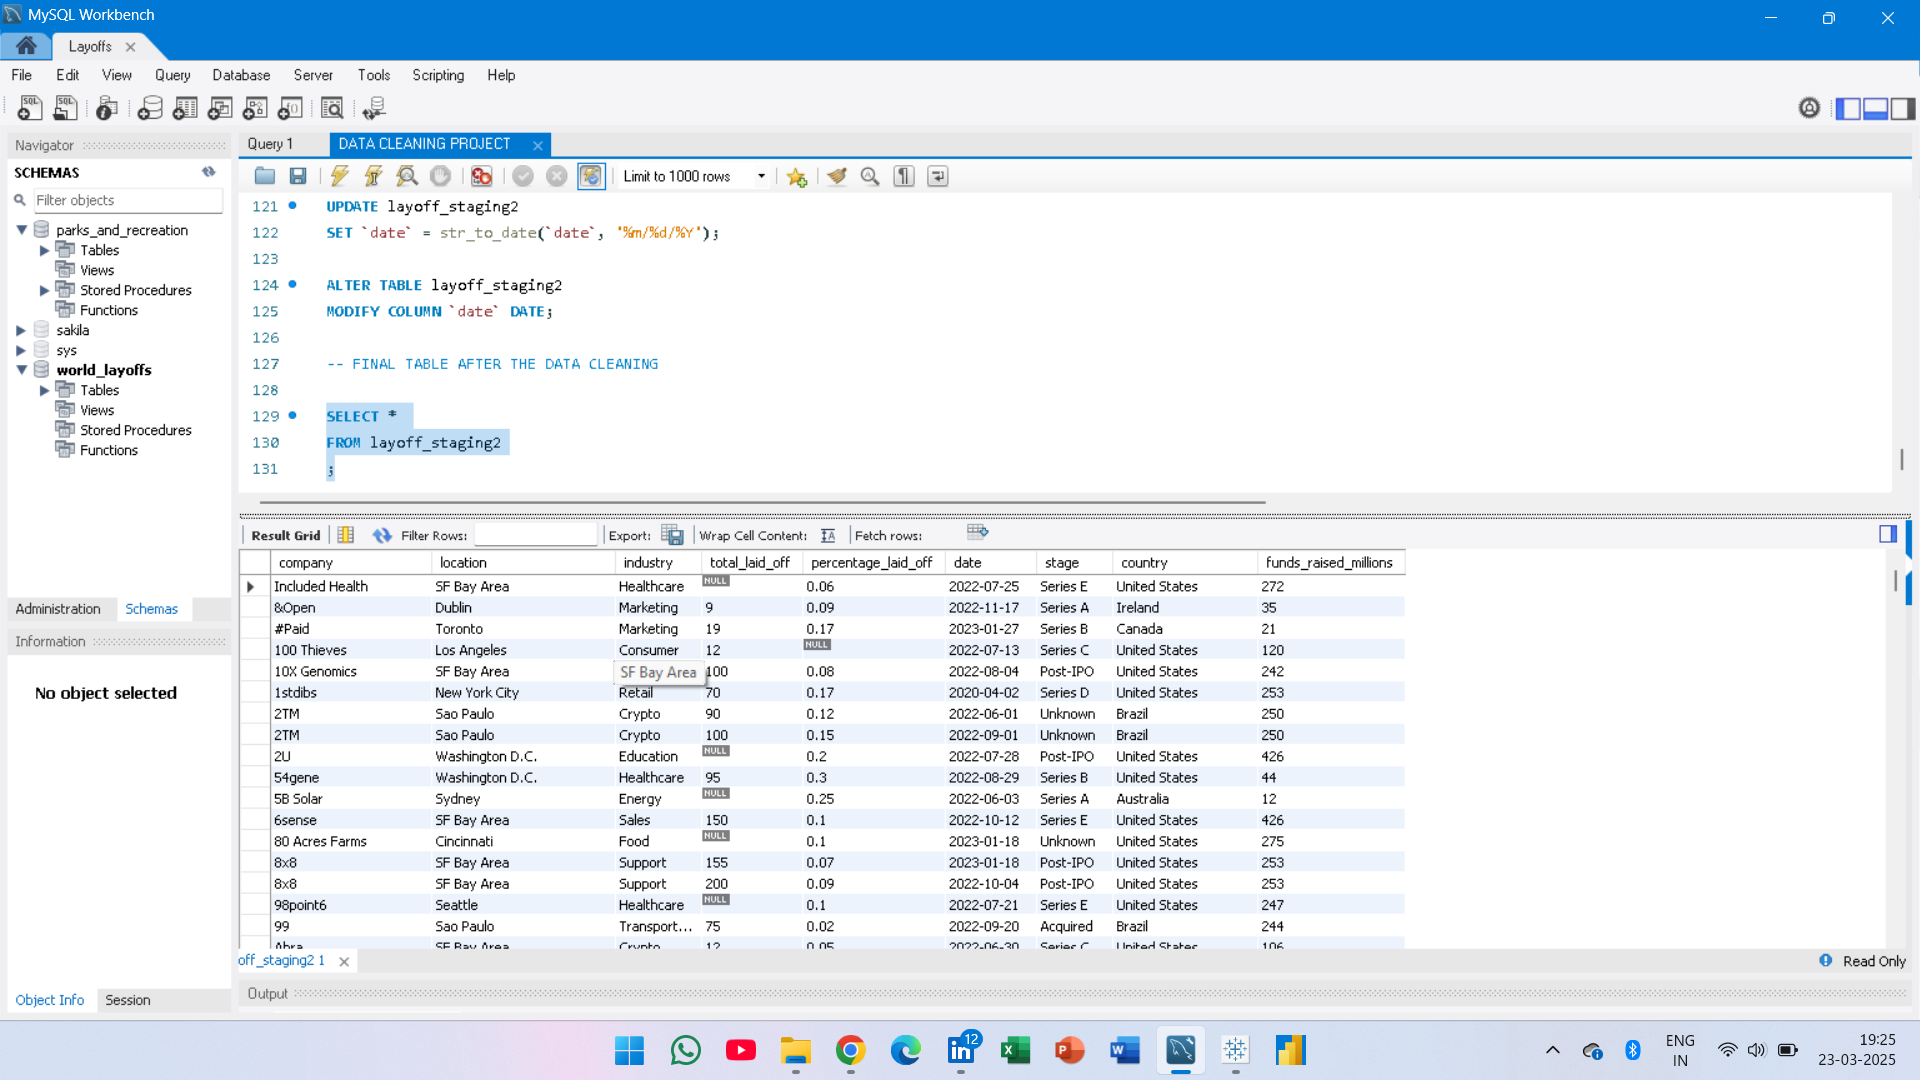 MySQL Workbench
Layoffs
File Edit View Query Database Server Tools Scripting Help
Navigator
SCHEMAS
Filter objects
parks_and_recreation
Tables
Views
Stored Procedures
Functions
sakila
sys
world_layoffs
Tables
Views
Stored Procedures
Functions
Administration Schemas
Information
No object selected
Object Info Session
Query 1 DATA CLEANING PROJECT
Limit to 1000 rows
121 UPDATE layoff_staging2
122 SET `date` = str_to_date(`date`, '%m/%d/%Y');
123
124 ALTER TABLE layoff_staging2
125 MODIFY COLUMN `date` DATE;
126
127 -- FINAL TABLE AFTER THE DATA CLEANING
128
129 SELECT *
130 FROM layoff_staging2
131 ;
Result Grid Filter Rows: Export: Wrap Cell Content: Fetch rows:
company location industry total_laid_off percentage_laid_off date stage country funds_raised_millions
Included Health SF Bay Area Healthcare NULL 0.06 2022-07-25 Series E United States 272
&Open Dublin Marketing 9 0.09 2022-11-17 Series A Ireland 35
#Paid Toronto Marketing 19 0.17 2023-01-27 Series B Canada 21
100 Thieves Los Angeles Consumer 12 NULL 2022-07-13 Series C United States 120
10X Genomics SF Bay Area SF Bay Area 100 0.08 2022-08-04 Post-IPO United States 242
1stdibs New York City Retail 70 0.17 2020-04-02 Series D United States 253
2TM Sao Paulo Crypto 90 0.12 2022-06-01 Unknown Brazil 250
2TM Sao Paulo Crypto 100 0.15 2022-09-01 Unknown Brazil 250
2U Washington D.C. Education NULL 0.2 2022-07-28 Post-IPO United States 426
54gene Washington D.C. Healthcare 95 0.3 2022-08-29 Series B United States 44
5B Solar Sydney Energy NULL 0.25 2022-06-03 Series A Australia 12
6sense SF Bay Area Sales 150 0.1 2022-10-12 Series E United States 426
80 Acres Farms Cincinnati Food NULL 0.1 2023-01-18 Unknown United States 275
8x8 SF Bay Area Support 155 0.07 2023-01-18 Post-IPO United States 253
8x8 SF Bay Area Support 200 0.09 2022-10-04 Post-IPO United States 253
98point6 Seattle Healthcare NULL 0.1 2022-07-21 Series E United States 247
99 Sao Paulo Transport... 75 0.02 2022-09-20 Acquired Brazil 244
Abra SF Bay Area Crypto 12 0.05 2022-06-30 Series C United States 106
off_staging2 1 Read Only
Output
12
ENG
IN
19:25
23-03-2025